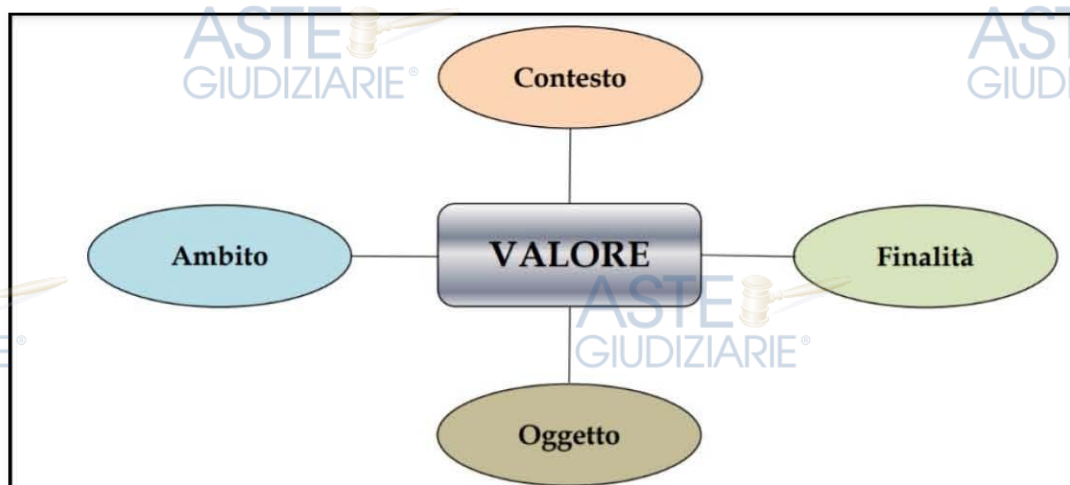 ASTE
GIUDIZIARIE®
Contesto
ASTE
GIUDI
Ambito
VALORE
Finalità
ASTE
GIUDIZIARIE®
E®
Oggetto